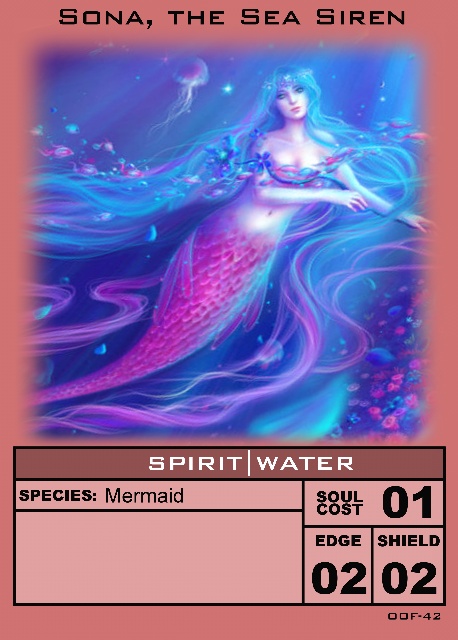 Sona, the Sea Siren
SPIRIT|WATER
SPECIES: Mermaid
SOUL COST 01
EDGE SHIELD
02 02
OOF-42